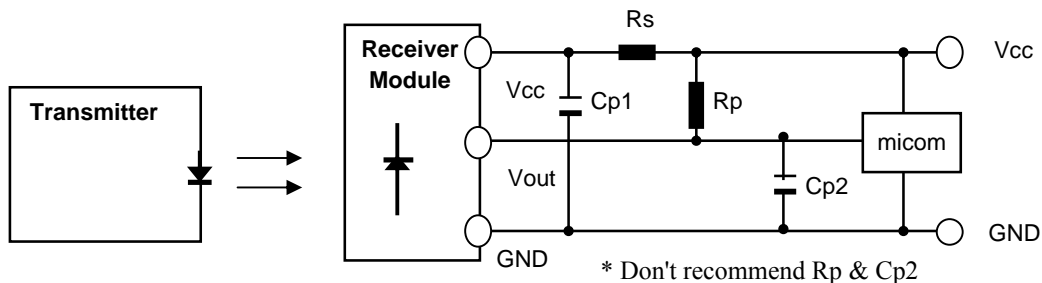 Transmitter
Receiver
Module
Vcc
Vout
GND
Cp1
Rs
Rp
Cp2
micom
Vcc
GND
* Don't recommend Rp & Cp2